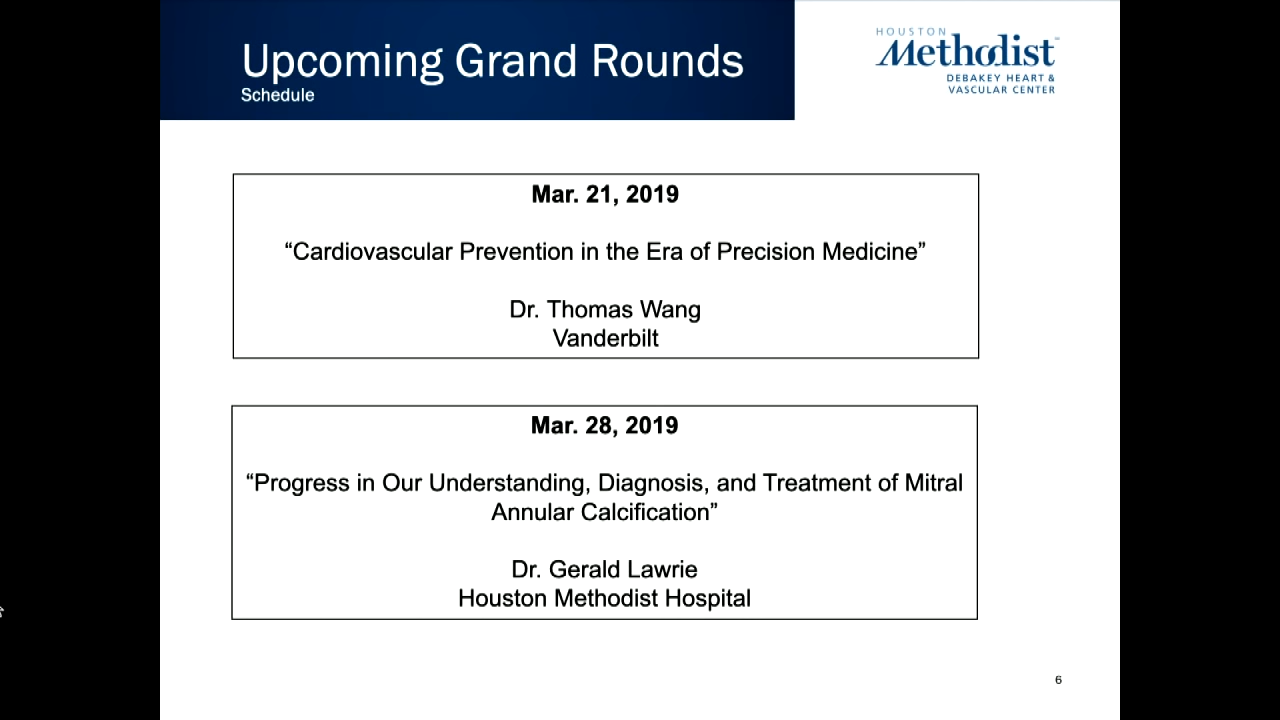 Upcoming Grand Rounds
Schedule
HOUSTON
Methodist
DEBAKEY HEART &
VASCULAR CENTER
Mar. 21, 2019
“Cardiovascular Prevention in the Era of Precision Medicine”
Dr. Thomas Wang
Vanderbilt
Mar. 28, 2019
“Progress in Our Understanding, Diagnosis, and Treatment of Mitral
Annular Calcification”
Dr. Gerald Lawrie
Houston Methodist Hospital
6